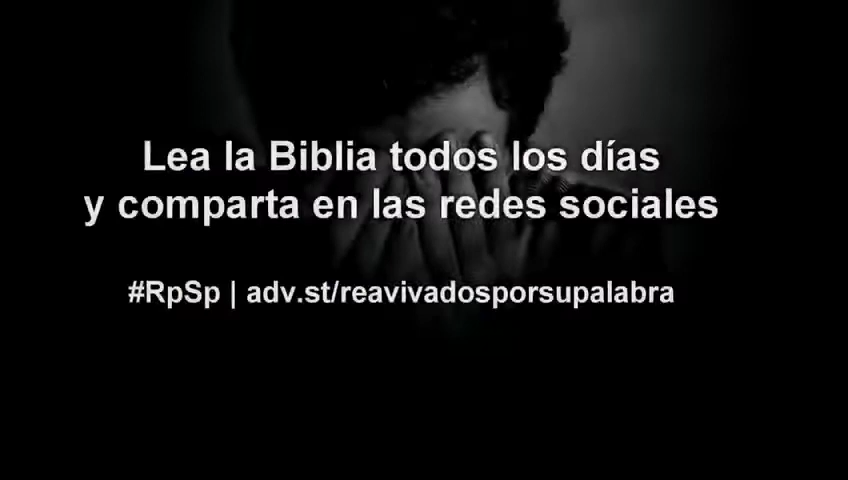 Lea la Biblia todos los días
y comparta en las redes sociales
#RpSp | adv.st/reavivadosporsupalabra